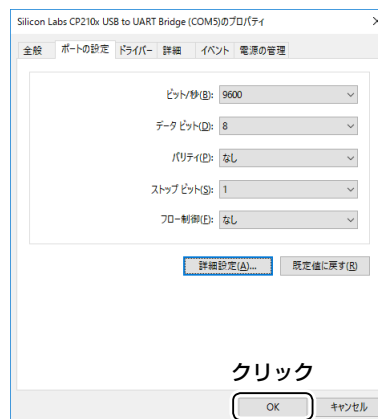 Silicon Labs CP210x USB to UART Bridge (COM5)のプロパティ
全般 ポートの設定 ドライバー 詳細 イベント 電源の管理
ビット/秒(B): 9600
データ ビット(D): 8
パリティ(P): なし
ストップ ビット(S): 1
フロー制御(F): なし
詳細設定(A)... 既定値に戻す(R)
クリック
OK キャンセル